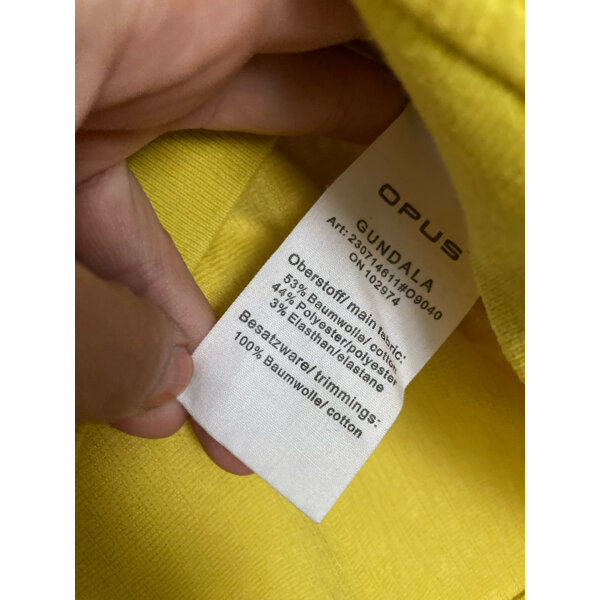 OPUS
GUNDALA
Art: 230714611#O9040
ON 102974
Oberstoff/ main fabric:
53% Baumwolle/ cotton
44% Polyester/polyester
3% Elasthan/elastane
Besatzware/ trimmings:
100% Baumwolle/ cotton